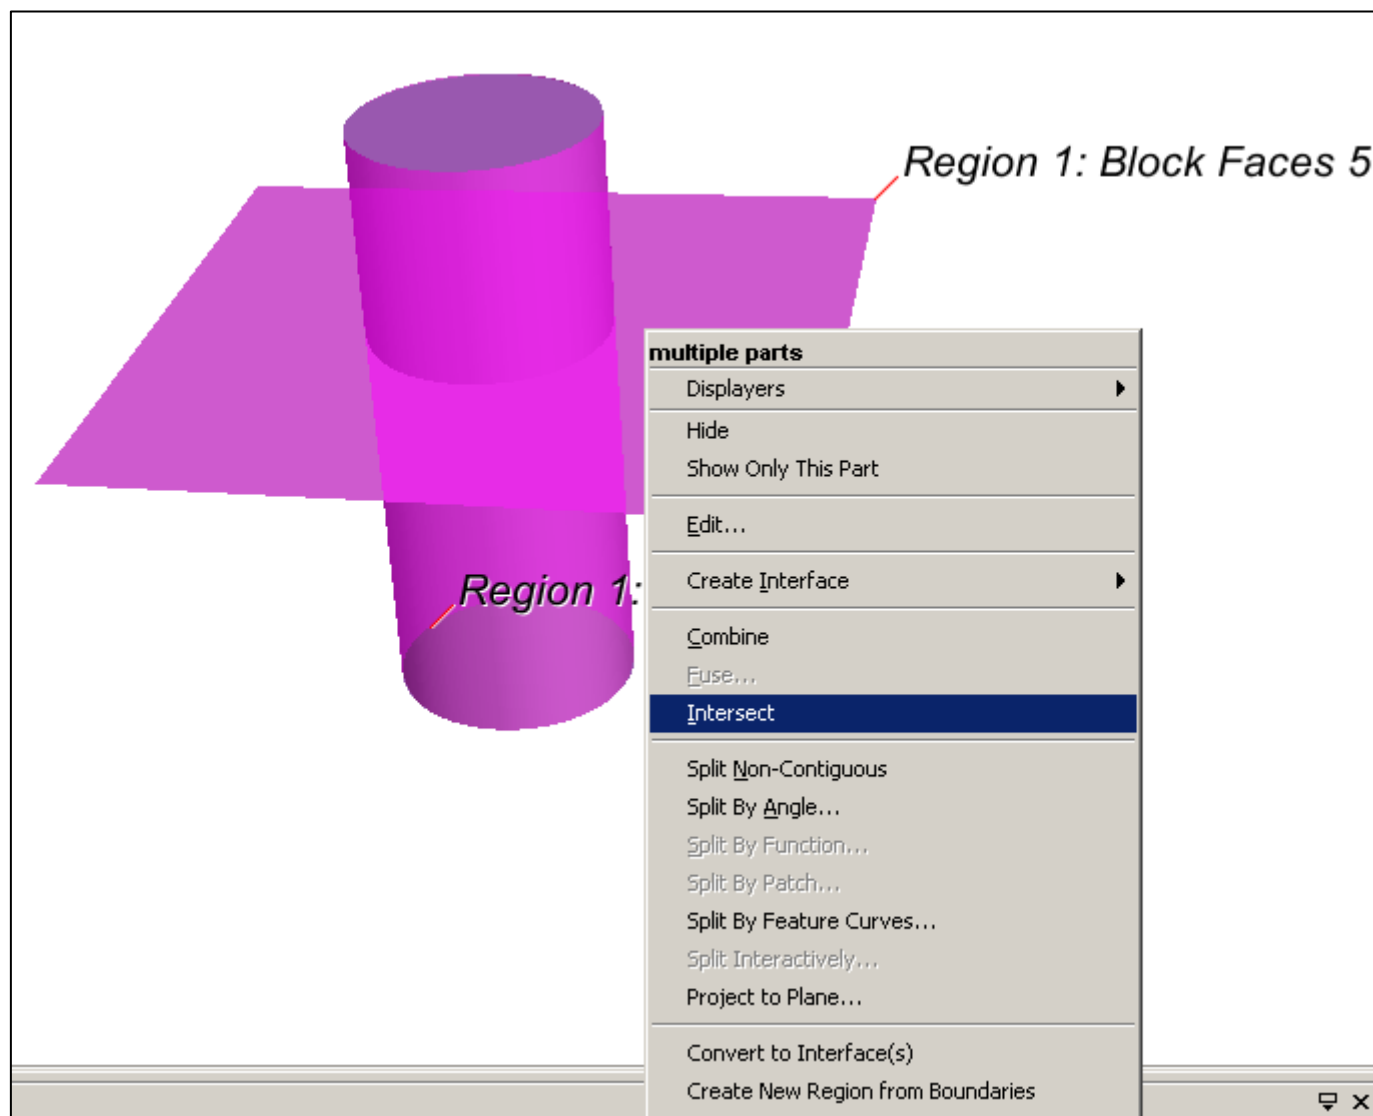 Region 1: Block Faces 5
multiple parts
Displayers
Hide
Show Only This Part
Edit...
Create Interface
Region 1:
Combine
Fuse...
Intersect
Split Non-Contiguous
Split By Angle...
Split By Function...
Split By Patch...
Split By Feature Curves...
Split Interactively...
Project to Plane...
Convert to Interface(s)
Create New Region from Boundaries